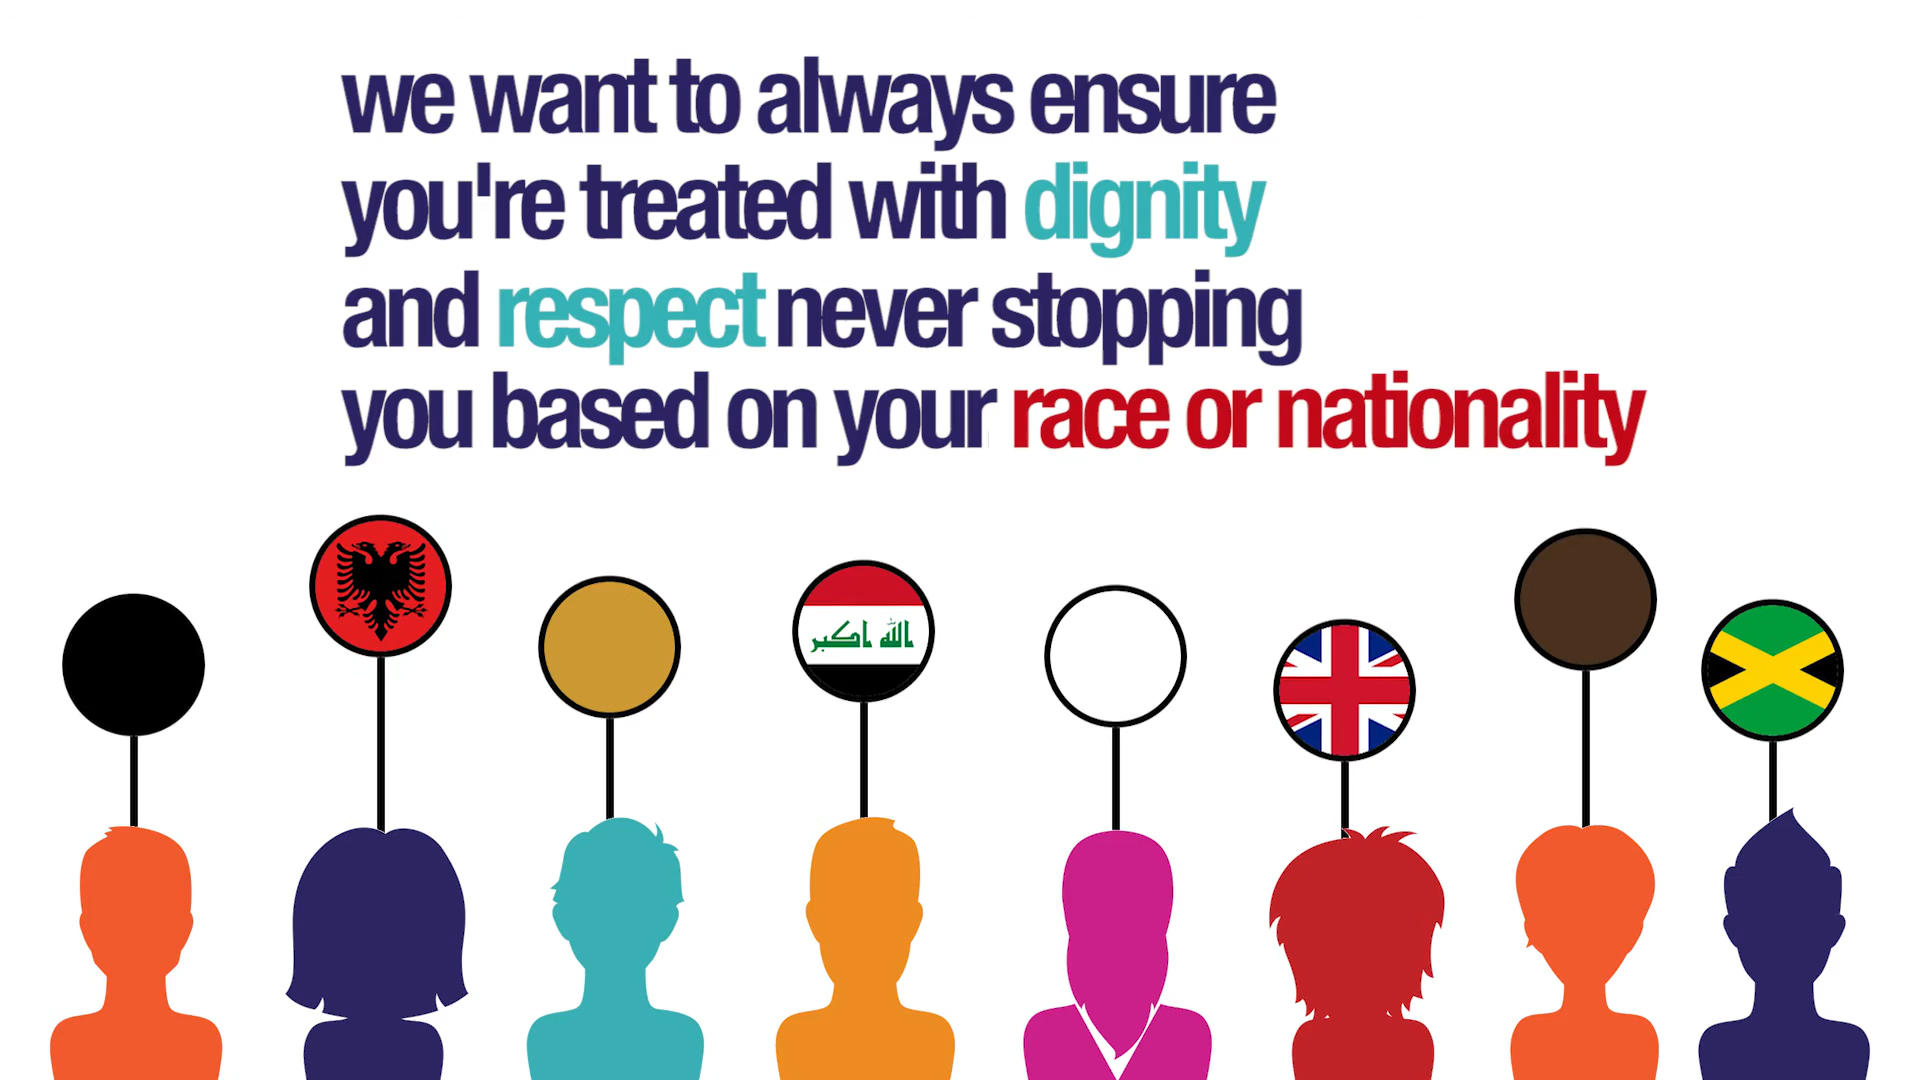 we want to always ensure
you're treated with dignity
and respect never stopping
you based on your race or nationality
الله اكبر